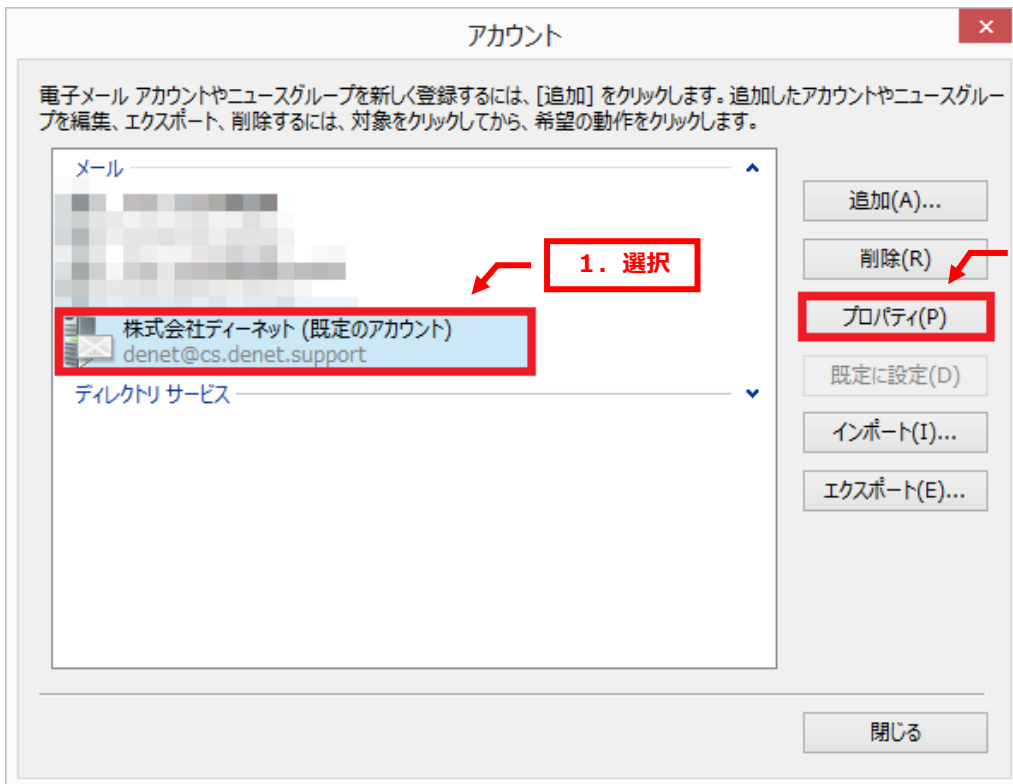 アカウント
電子メール アカウントやニュースグループを新しく登録するには、[追加] をクリックします。追加したアカウントやニュースグルー
プを編集、エクスポート、削除するには、対象をクリックしてから、希望の動作をクリックします。
メール
追加(A)...
1. 選択
削除(R)
株式会社ディーネット (既定のアカウント)
denet@cs.denet.support
プロパティ(P)
ディレクトリ サービス
既定に設定(D)
インポート(I)...
エクスポート(E)...
閉じる